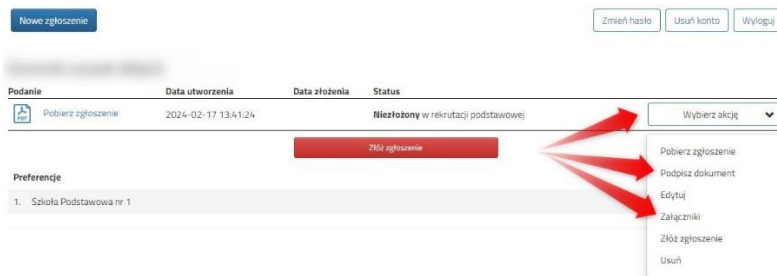 Nowe zgłoszenie
Zmień hasło Usuń konto Wyloguj
Podanie Data utworzenia Data złożenia Status
PDF Pobierz zgłoszenie 2024-02-17 13:41:24 Niezłożony w rekrutacji podstawowej Wybierz akcję
Złóż zgłoszenie
Pobierz zgłoszenie
Podpisz dokument
Preferencje
Edytuj
1. Szkoła Podstawowa nr 1
Załączniki
Złóż zgłoszenie
Usuń